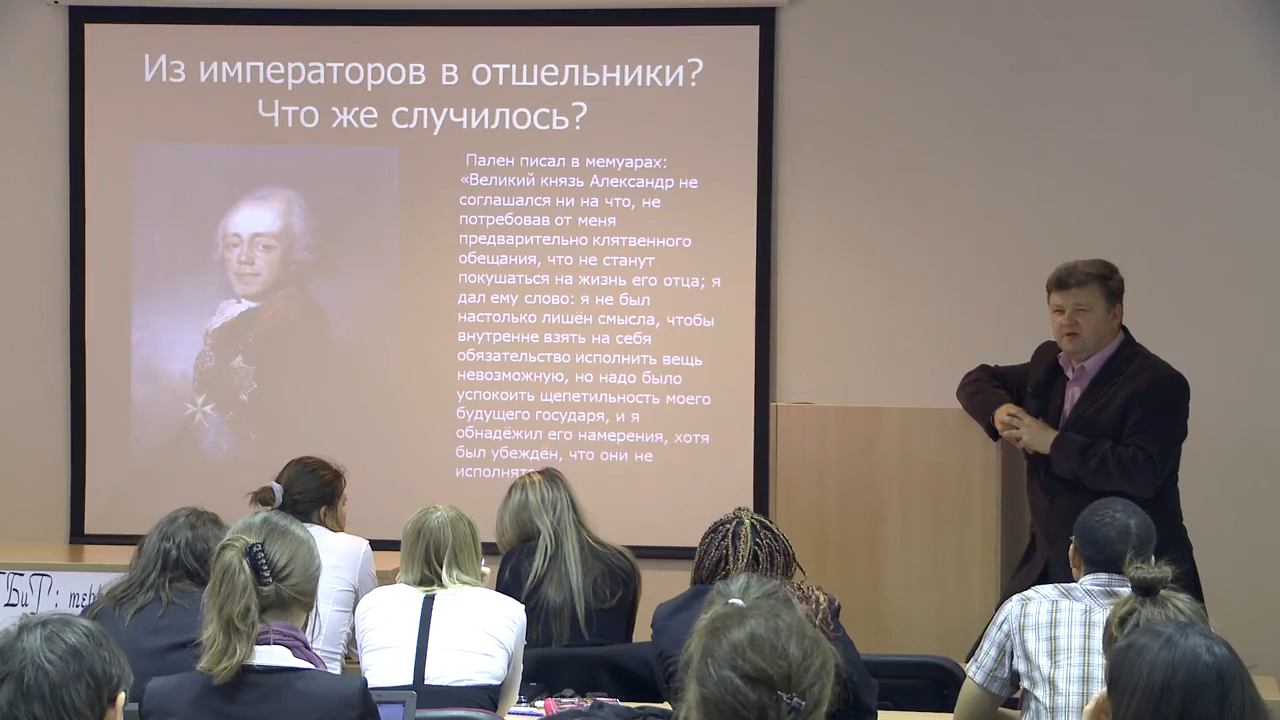 Из императоров в отшельники?
Что же случилось?
Пален писал в мемуарах:
«Великий князь Александр не
соглашался ни на что, не
потребовав от меня
предварительно клятвенного
обещания, что не станут
покушаться на жизнь его отца; я
дал ему слово: я не был
настолько лишён смысла, чтобы
внутренне взять на себя
обязательство исполнить вещь
невозможную, но надо было
успокоить щепетильность моего
будущего государя, и я
обнадёжил его намерения, хотя
был убеждён, что они не